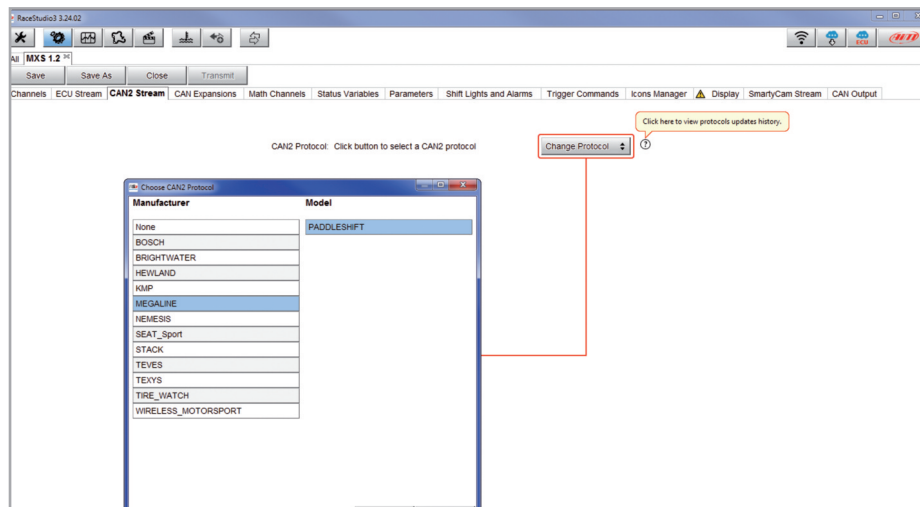 RaceStudio3 3.24.02
ECU
All MXS 1.2
Save Save As Close Transmit
Channels ECU Stream CAN2 Stream CAN Expansions Math Channels Status Variables Parameters Shift Lights and Alarms Trigger Commands Icons Manager Display SmartyCam Stream CAN Output
Click here to view protocols updates history.
CAN2 Protocol: Click button to select a CAN2 protocol Change Protocol ?
Choose CAN2 Protocol
Manufacturer Model
None PADDLESHIFT
BOSCH
BRIGHTWATER
HEWLAND
KMP
MEGALINE
NEMESIS
SEAT_Sport
STACK
TEVES
TEXYS
TIRE_WATCH
WIRELESS_MOTORSPORT